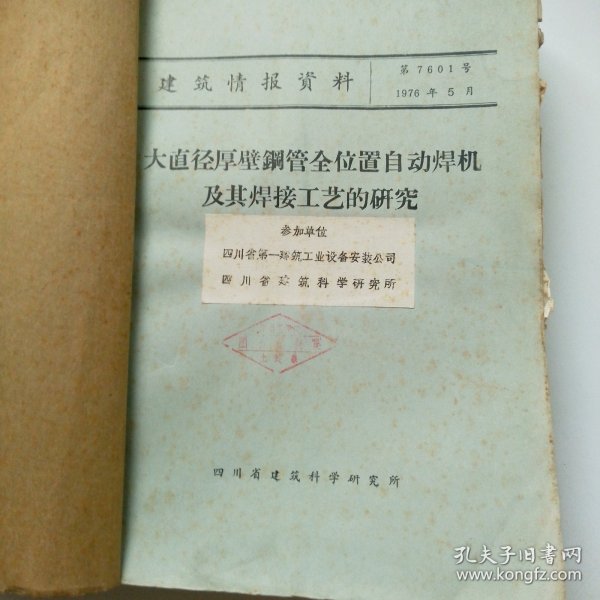 建筑情报資料
第7601号
1976年5月
大直径厚壁鋼管全位置自动焊机
及其焊接工艺的研究
参加单位
四川省第一建筑工业设备安装公司
四川省建筑科学研究所
四川省建筑科学研究所
孔夫子旧书网
www.kongfz.com